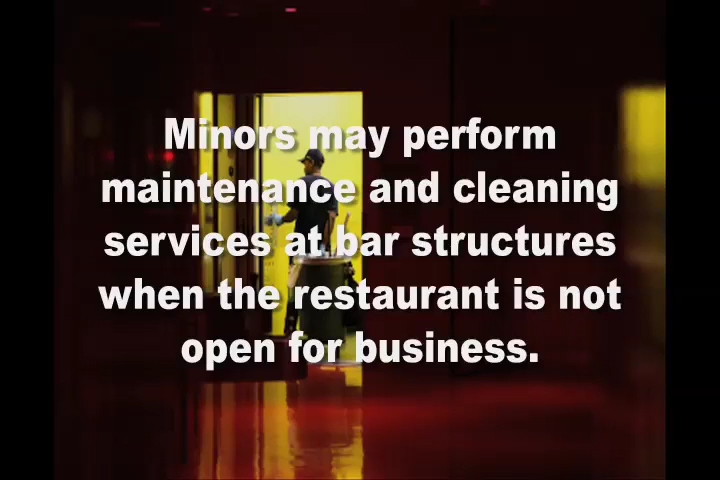 Minors may perform
maintenance and cleaning
services at bar structures
when the restaurant is not
open for business.